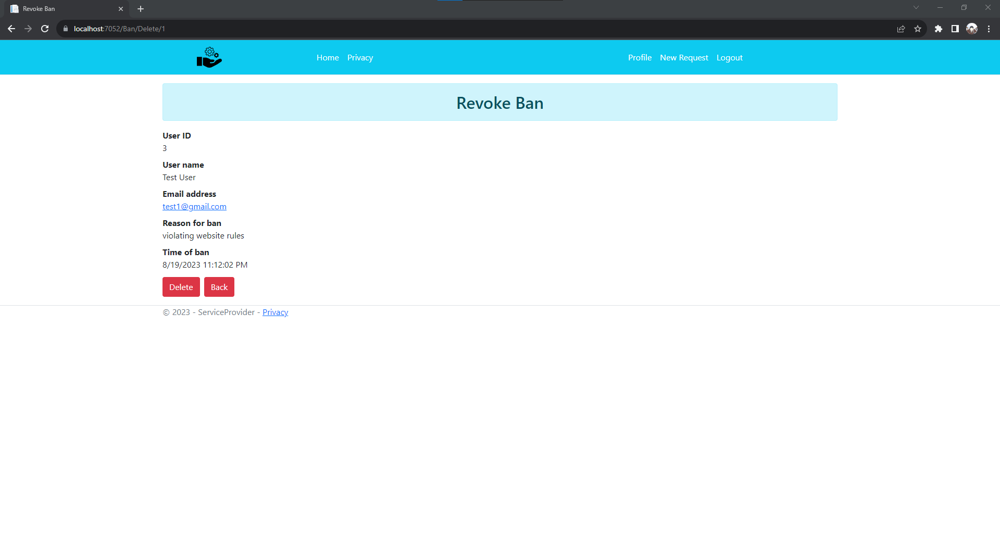 Revoke Ban
localhost:7052/Ban/Delete/1
Home Privacy Profile New Request Logout
Revoke Ban
User ID
3
User name
Test User
Email address
test1@gmail.com
Reason for ban
violating website rules
Time of ban
8/19/2023 11:12:02 PM
Delete Back
© 2023 - ServiceProvider - Privacy